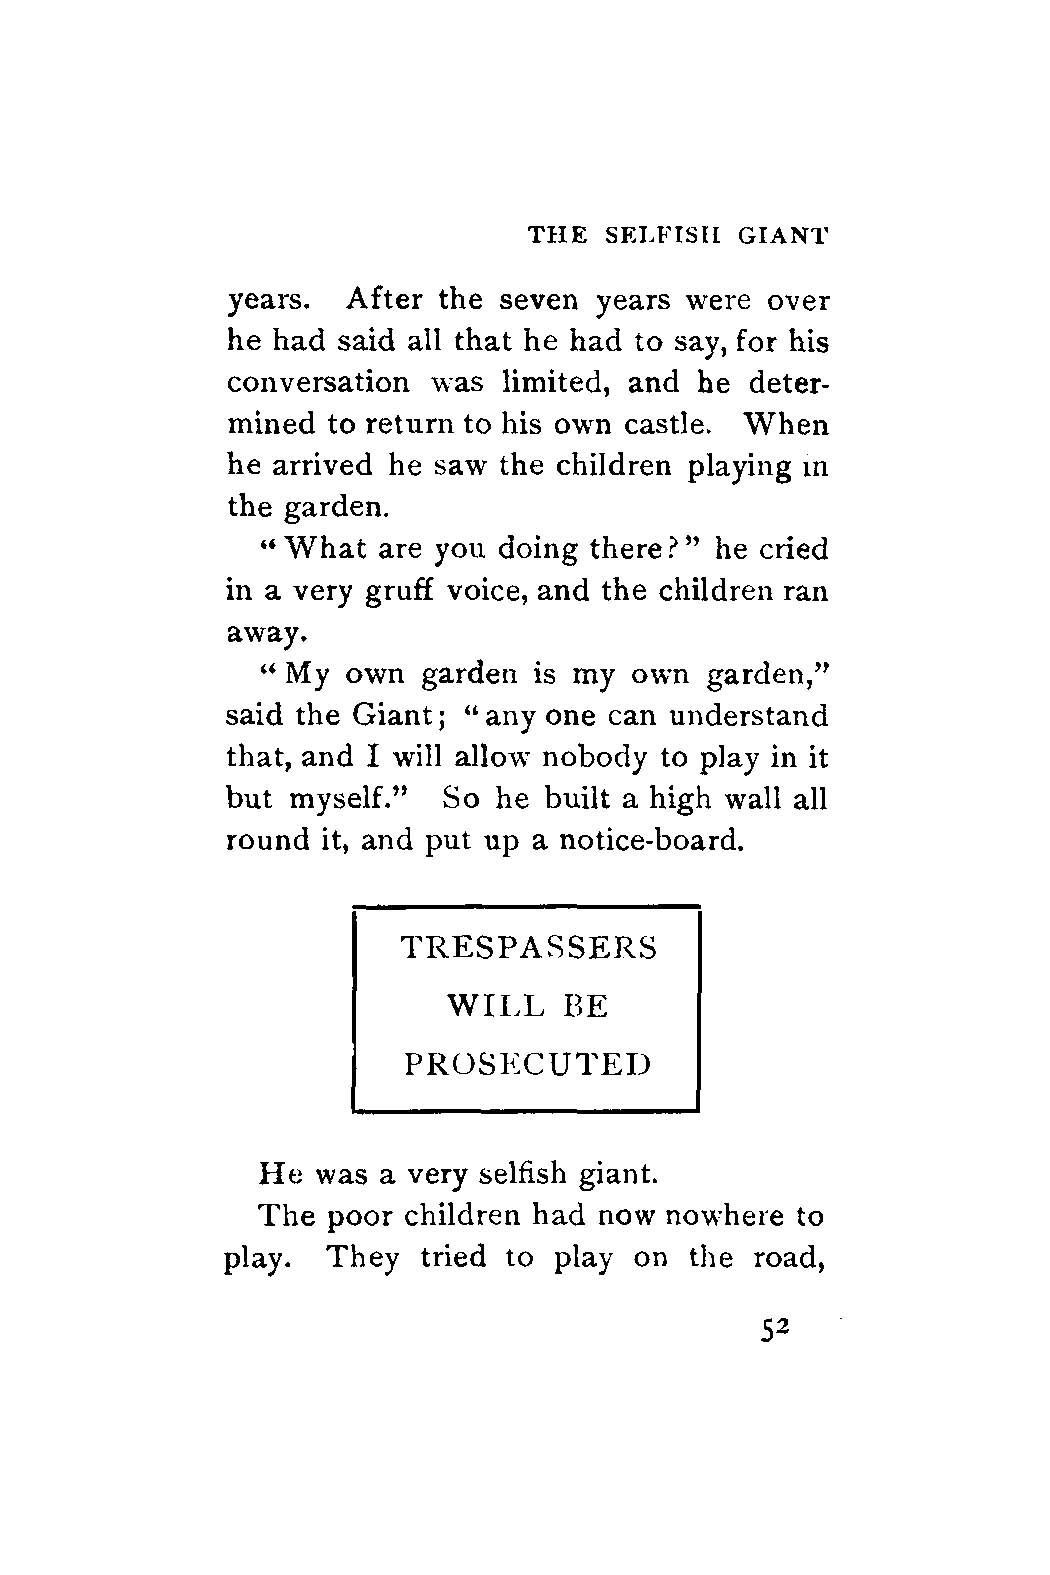 THE SELFISH GIANT
years. After the seven years were over
he had said all that he had to say, for his
conversation was limited, and he deter-
mined to return to his own castle. When
he arrived he saw the children playing in
the garden.
“What are you doing there?” he cried
in a very gruff voice, and the children ran
away.
“My own garden is my own garden,”
said the Giant; “any one can understand
that, and I will allow nobody to play in it
but myself.” So he built a high wall all
round it, and put up a notice-board.
TRESPASSERS
WILL BE
PROSECUTED
He was a very selfish giant.
The poor children had now nowhere to
play. They tried to play on the road,
52